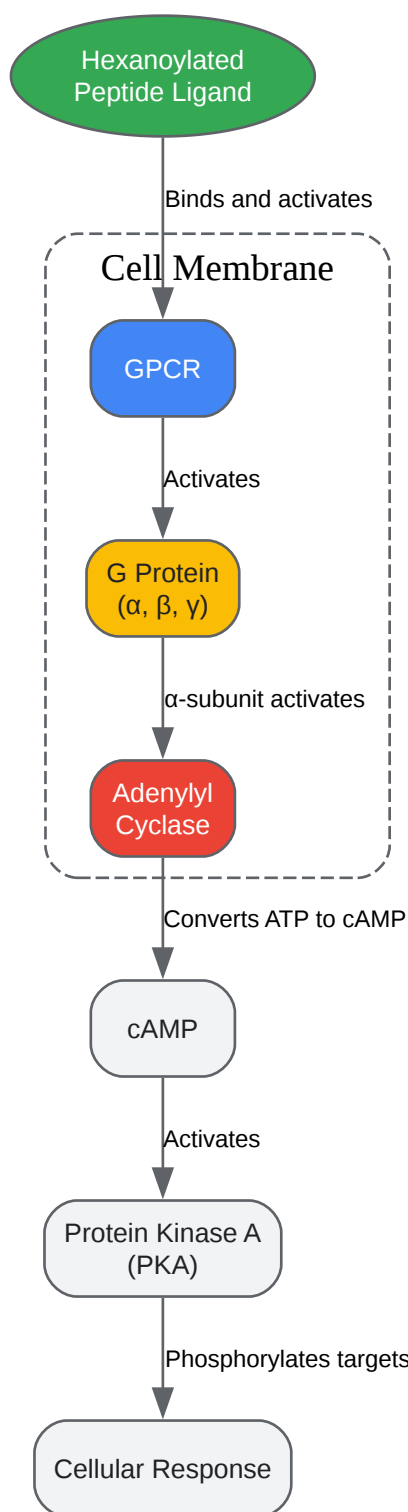 Hexanoylated
Peptide Ligand
Binds and activates
Cell Membrane
GPCR
Activates
G Protein
(α, β, γ)
α-subunit activates
Adenylyl
Cyclase
Converts ATP to cAMP
cAMP
Activates
Protein Kinase A
(PKA)
Phosphorylates targets
Cellular Response